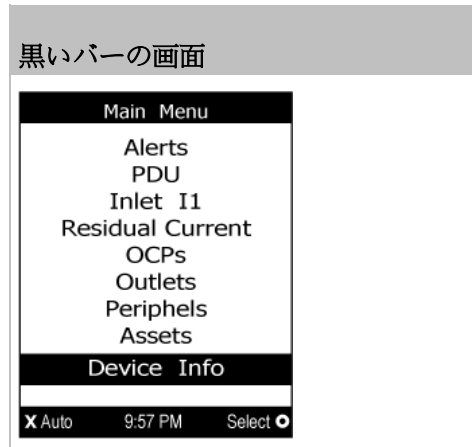 黒いバーの画面
Main Menu
Alerts
PDU
Inlet I1
Residual Current
OCPs
Outlets
Periphels
Assets
Device Info
X Auto 9:57 PM Select O